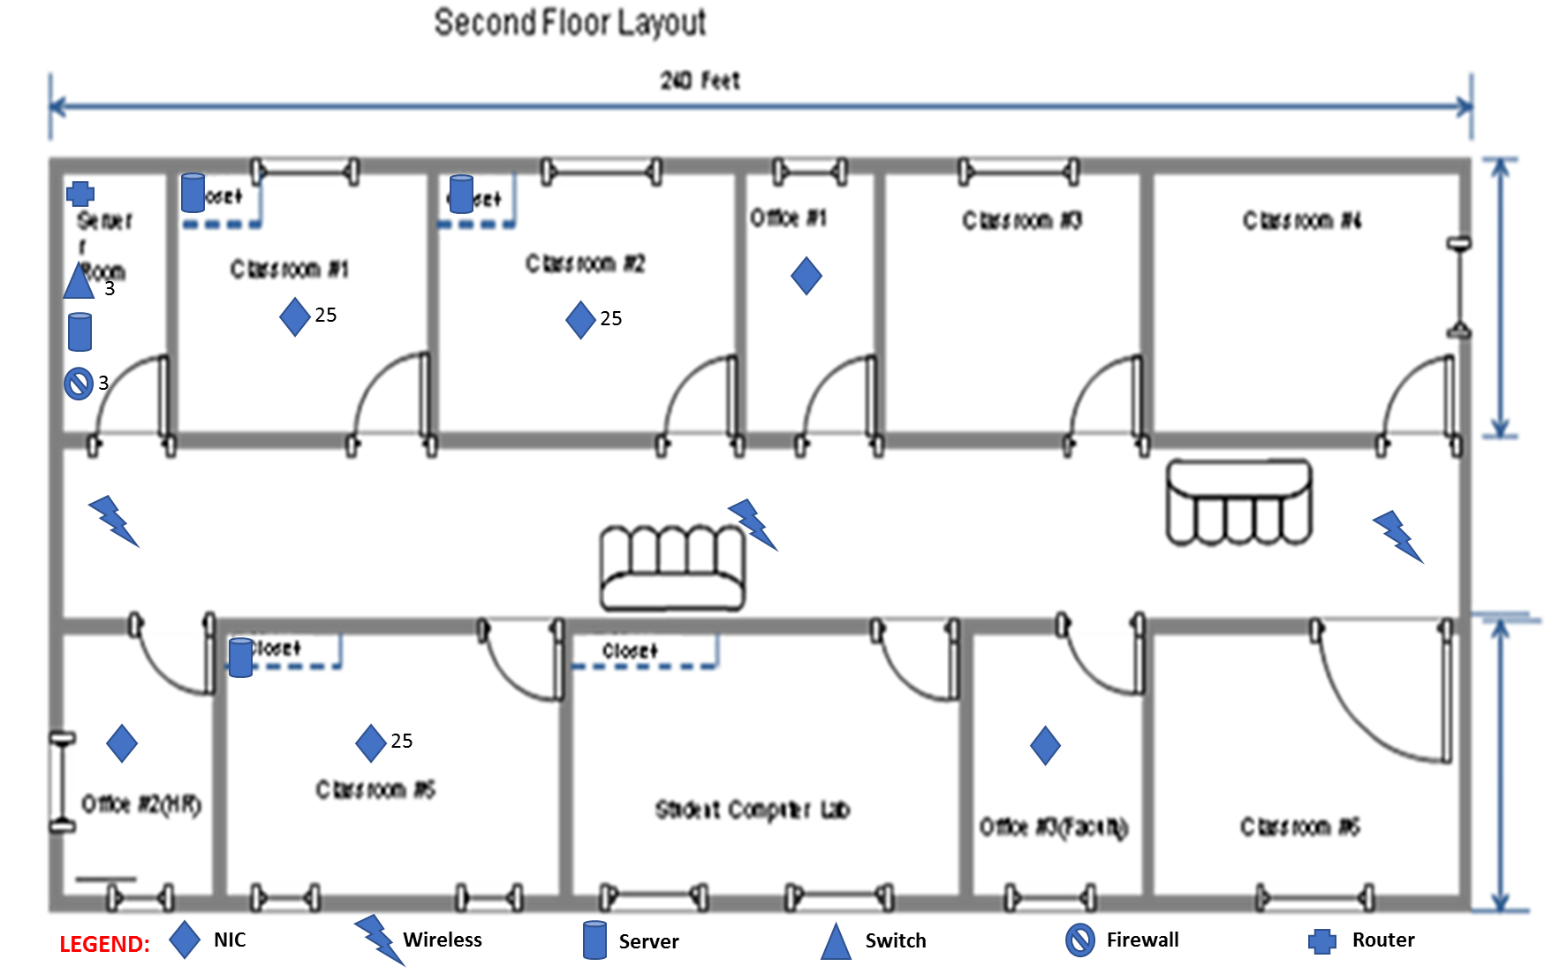 Second Floor Layout
240 Feet
Server
r
Room
3
3
oset
Classroom #1
25
set
Classroom #2
25
Office #1
Classroom #3
Classroom #4
Office #2(HR)
Closet
25
Classroom #5
Closet
Student Computer Lab
Office #3(Faculty)
Classroom #6
LEGEND: NIC Wireless Server Switch Firewall Router